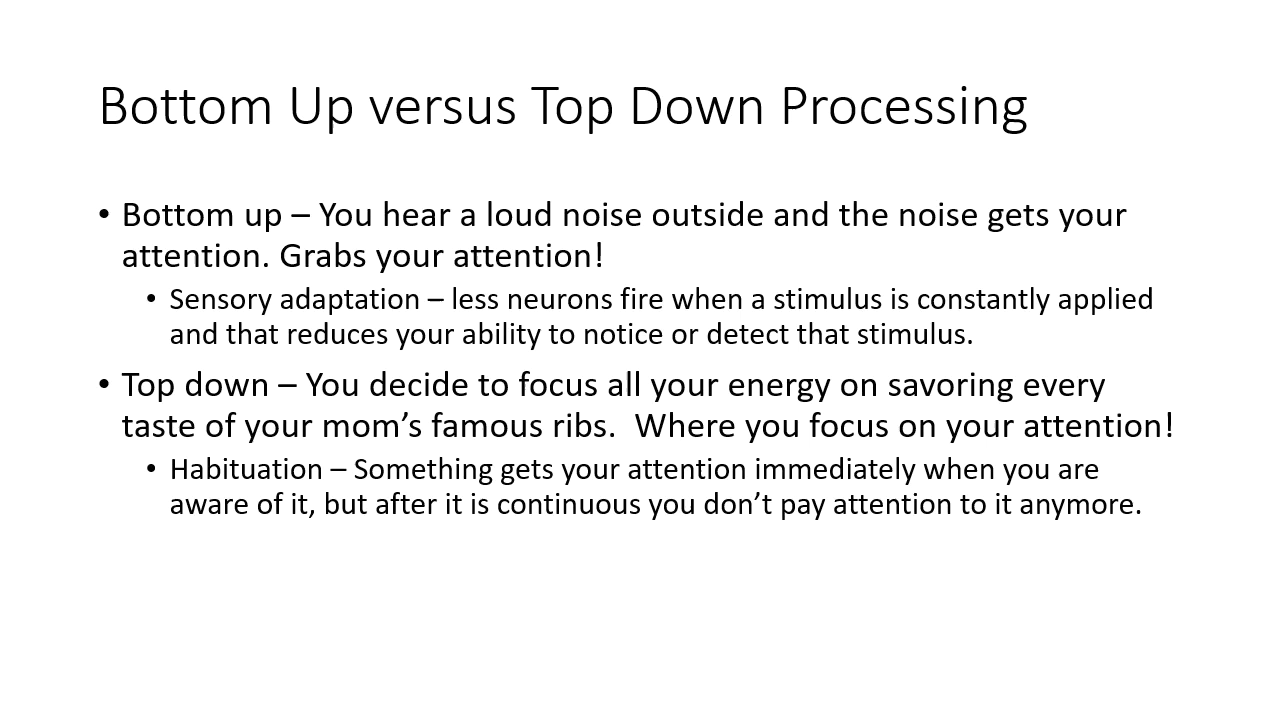 Bottom Up versus Top Down Processing
• Bottom up – You hear a loud noise outside and the noise gets your
attention. Grabs your attention!
• Sensory adaptation – less neurons fire when a stimulus is constantly applied
and that reduces your ability to notice or detect that stimulus.
• Top down – You decide to focus all your energy on savoring every
taste of your mom’s famous ribs.  Where you focus on your attention!
• Habituation – Something gets your attention immediately when you are
aware of it, but after it is continuous you don’t pay attention to it anymore.